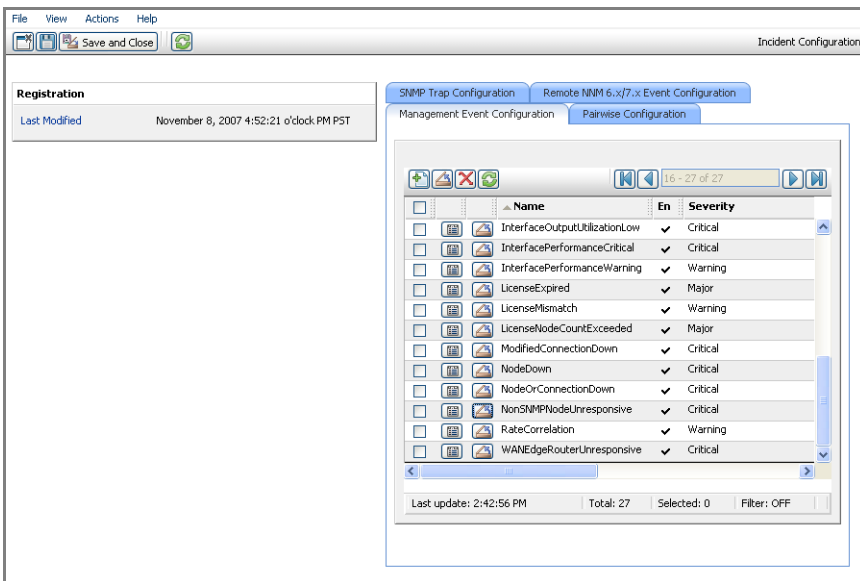 File View Actions Help
Save and Close
Incident Configuration
Registration
Last Modified November 8, 2007 4:52:21 o'clock PM PST
SNMP Trap Configuration Remote NNM 6.x/7.x Event Configuration
Management Event Configuration Pairwise Configuration
16 - 27 of 27
Name En Severity
InterfaceOutputUtilizationLow Critical
InterfacePerformanceCritical Critical
InterfacePerformanceWarning Warning
LicenseExpired Major
LicenseMismatch Warning
LicenseNodeCountExceeded Major
ModifiedConnectionDown Critical
NodeDown Critical
NodeOrConnectionDown Critical
NonSNMPNodeUnresponsive Critical
RateCorrelation Warning
WANEdgeRouterUnresponsive Critical
Last update: 2:42:56 PM Total: 27 Selected: 0 Filter: OFF